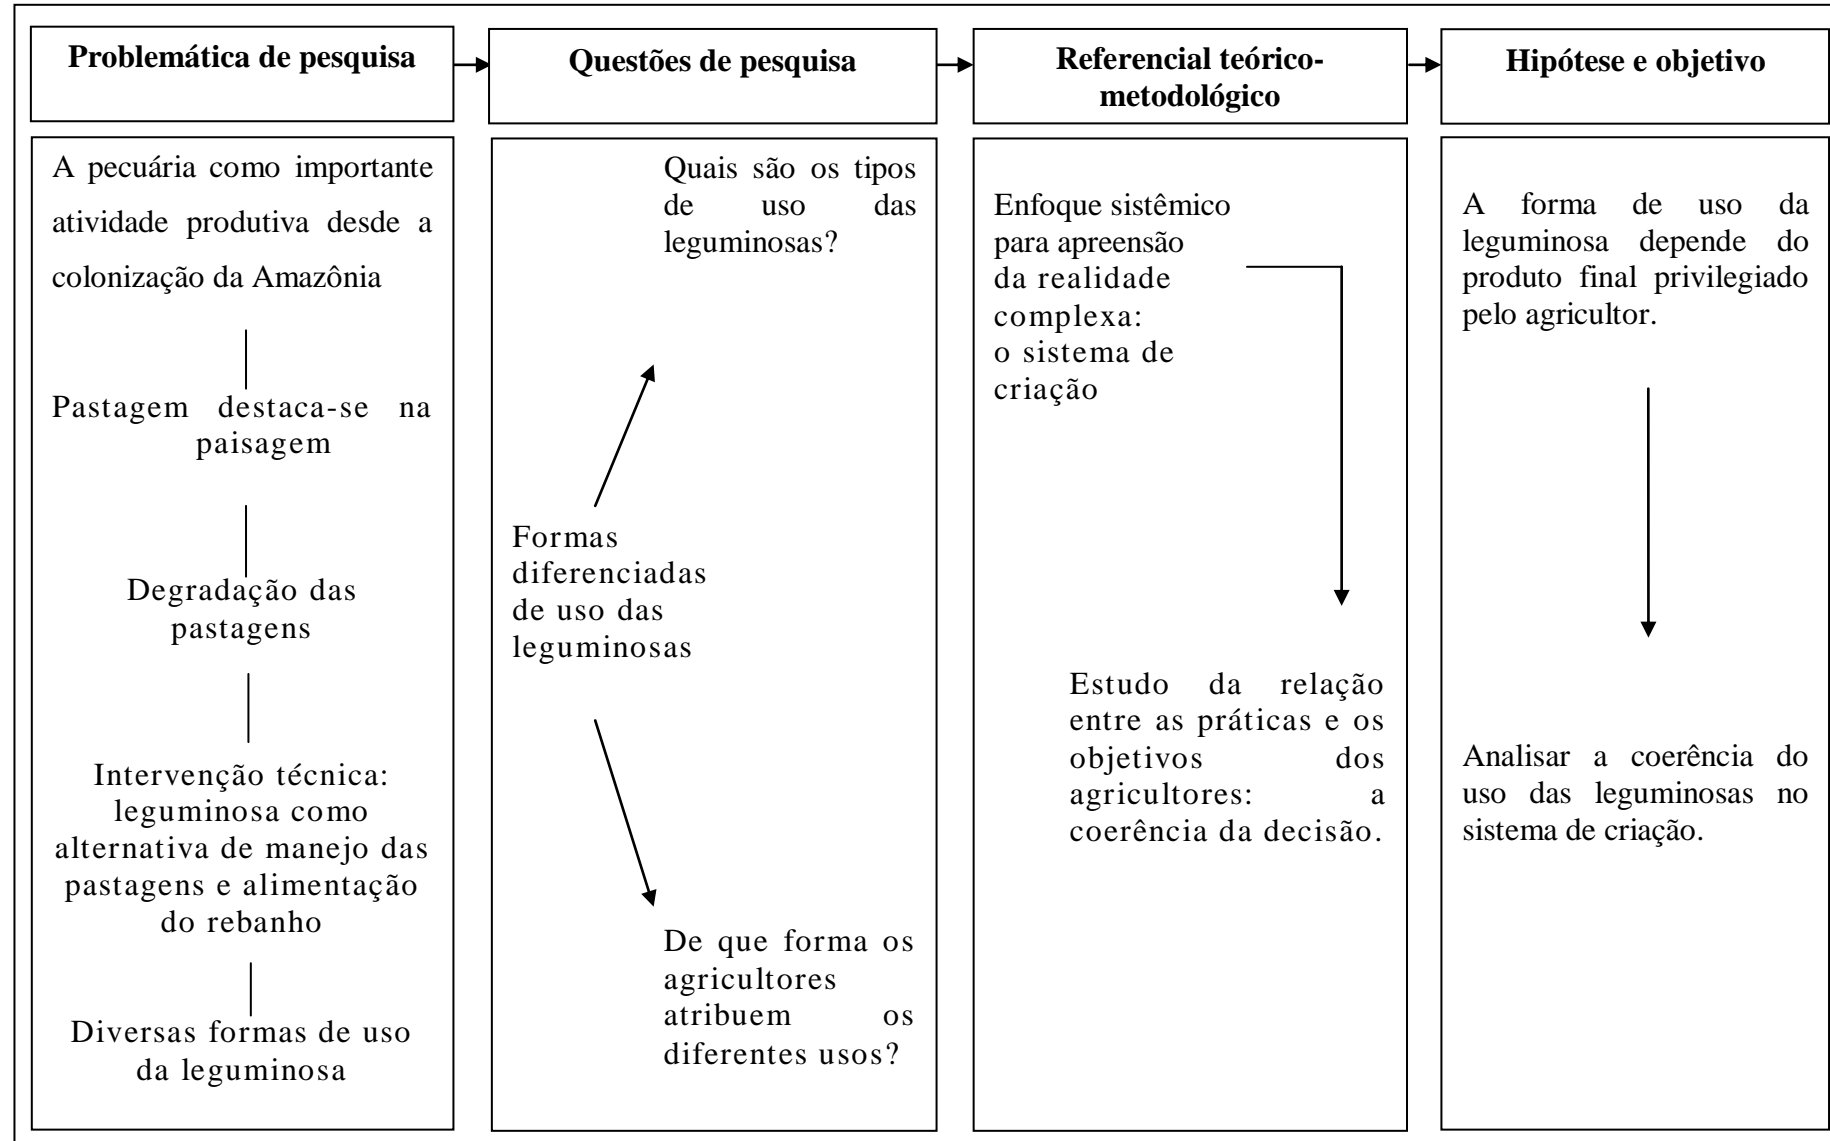 Problemática de pesquisa
Questões de pesquisa
Referencial teórico-
metodológico
Hipótese e objetivo
A pecuária como importante
atividade produtiva desde a
colonização da Amazônia
Pastagem destaca-se na
paisagem
Degradação das
pastagens
Intervenção técnica:
leguminosa como
alternativa de manejo das
pastagens e alimentação
do rebanho
Diversas formas de uso
da leguminosa
Quais são os tipos
de uso das
leguminosas?
Formas
diferenciadas
de uso das
leguminosas
De que forma os
agricultores
atribuem os
diferentes usos?
Enfoque sistêmico
para apreensão
da realidade
complexa:
o sistema de
criação
Estudo da relação
entre as práticas e os
objetivos dos
agricultores: a
coerência da decisão.
A forma de uso da
leguminosa depende do
produto final privilegiado
pelo agricultor.
Analisar a coerência do
uso das leguminosas no
sistema de criação.